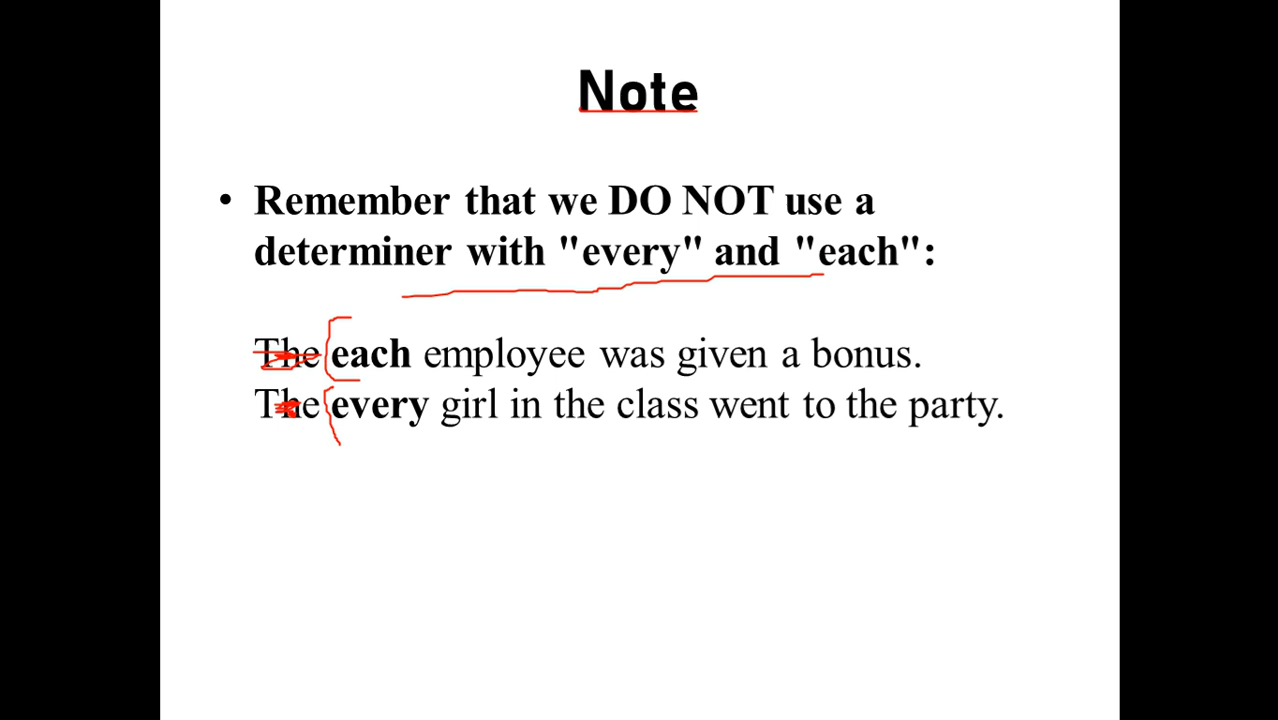 Note
• Remember that we DO NOT use a
determiner with "every" and "each":
The each employee was given a bonus.
The every girl in the class went to the party.